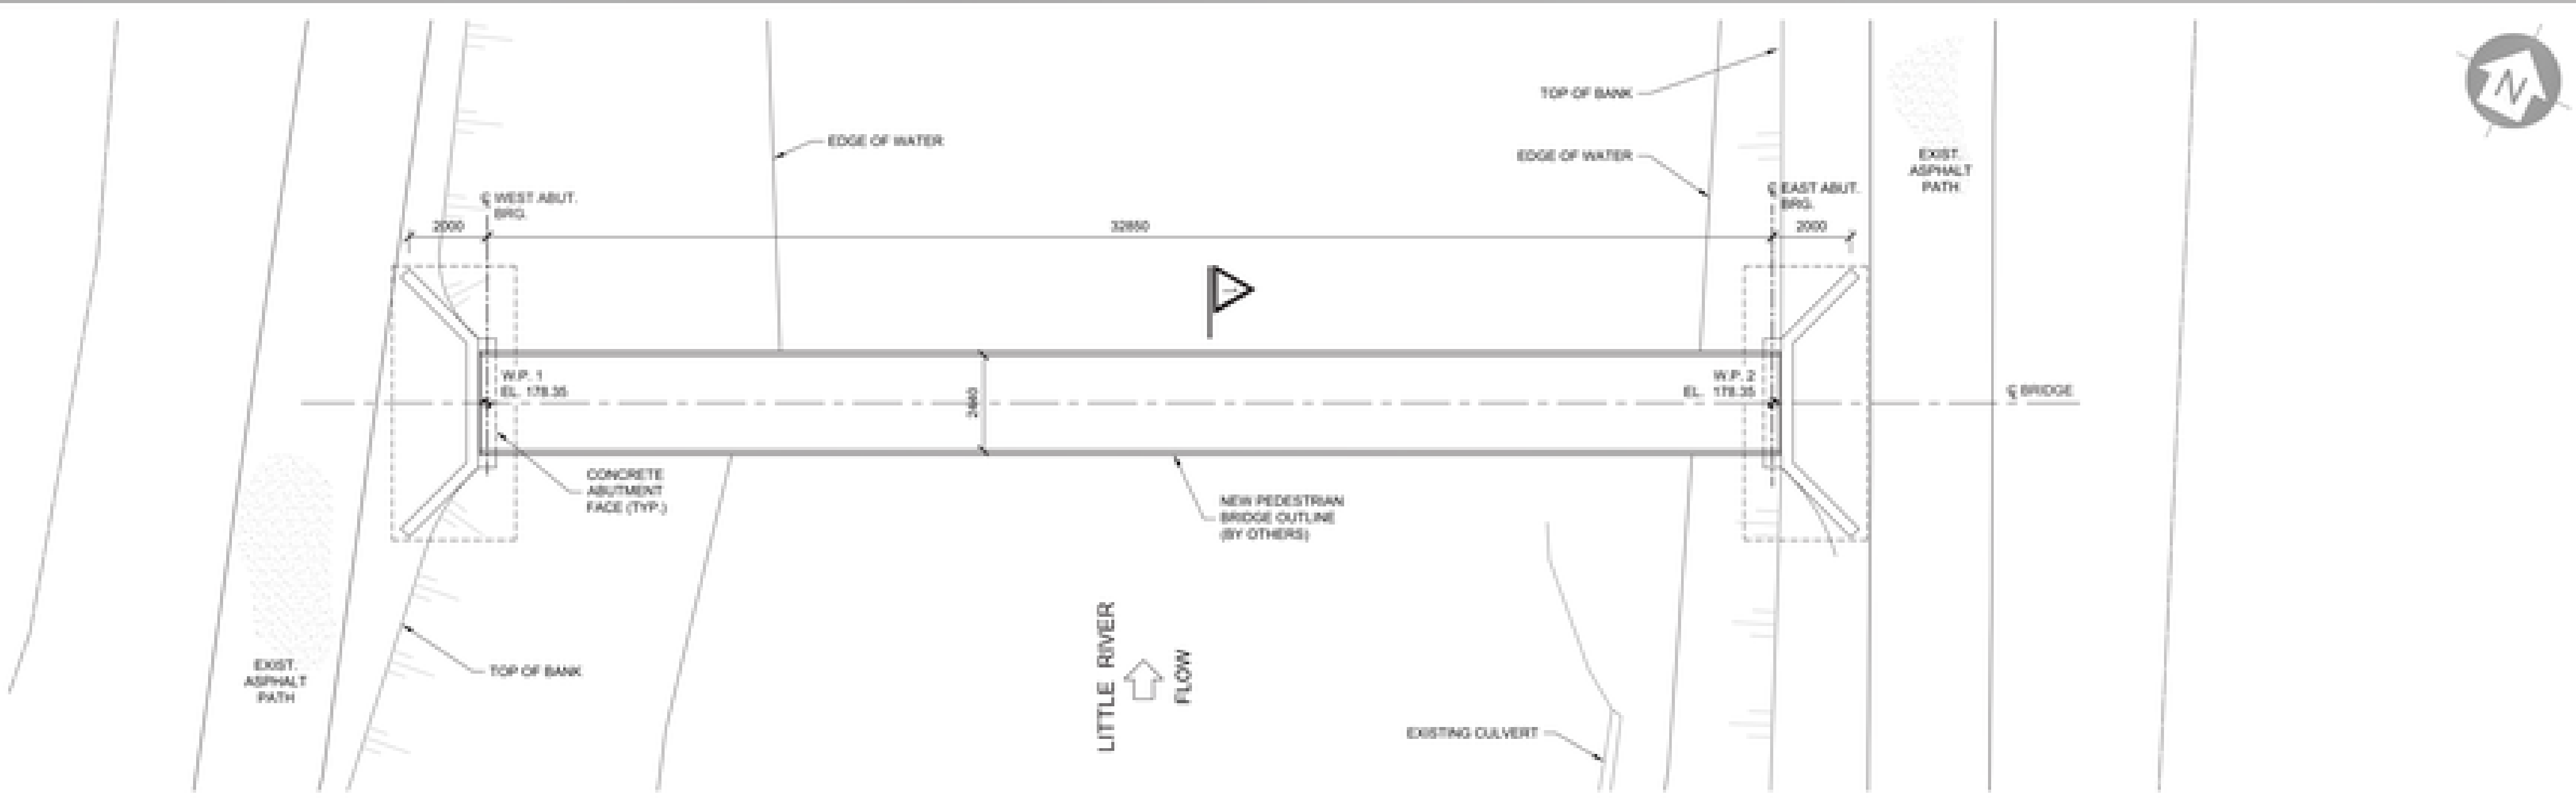 TOP OF BANK
EDGE OF WATER
EDGE OF WATER
N
EXIST.
ASPHALT
PATH
℄ WEST ABUT.
BRG.
℄ EAST ABUT.
BRG.
2000
32850
2000
W.P. 1
EL. 178.35
W.P. 2
EL. 178.35
℄ BRIDGE
CONCRETE
ABUTMENT
FACE (TYP.)
NEW PEDESTRIAN
BRIDGE OUTLINE
(BY OTHERS)
LITTLE RIVER
FLOW
EXIST.
ASPHALT
PATH
TOP OF BANK
EXISTING CULVERT